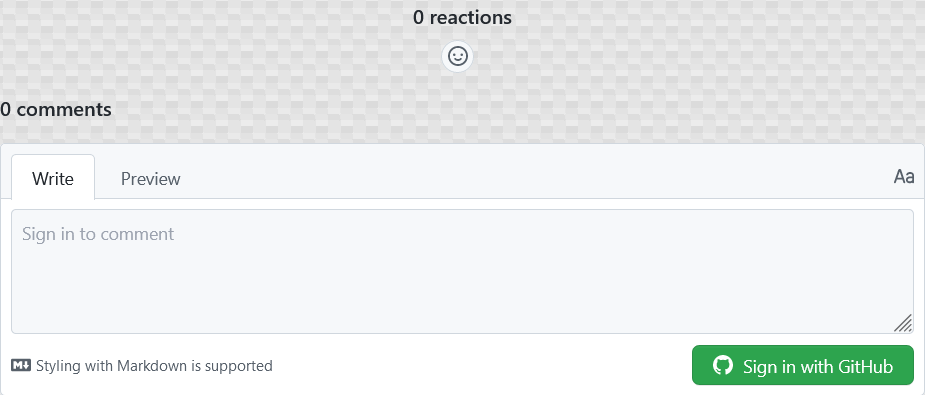 0 reactions
0 comments
Write Preview Aa
Sign in to comment
Styling with Markdown is supported Sign in with GitHub